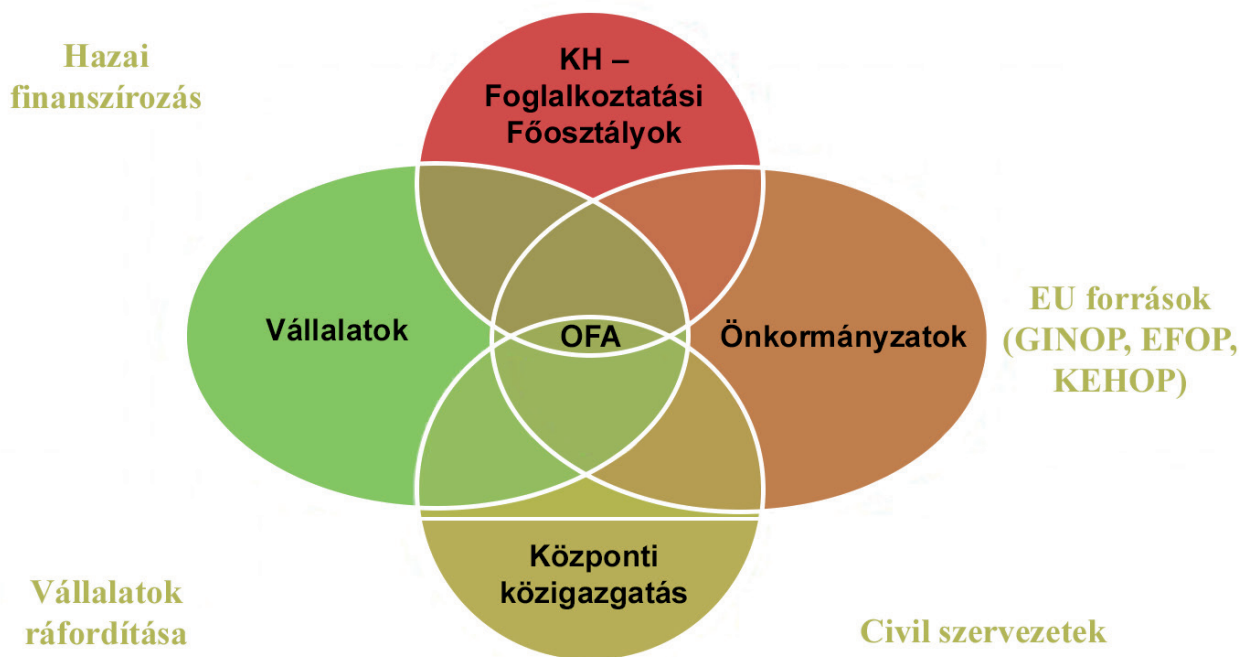 Hazai
finanszírozás
KH –
Foglalkoztatási
Főosztályok
Vállalatok
OFA
Önkormányzatok
EU források
(GINOP, EFOP,
KEHOP)
Központi
közigazgatás
Vállalatok
ráfordítása
Civil szervezetek